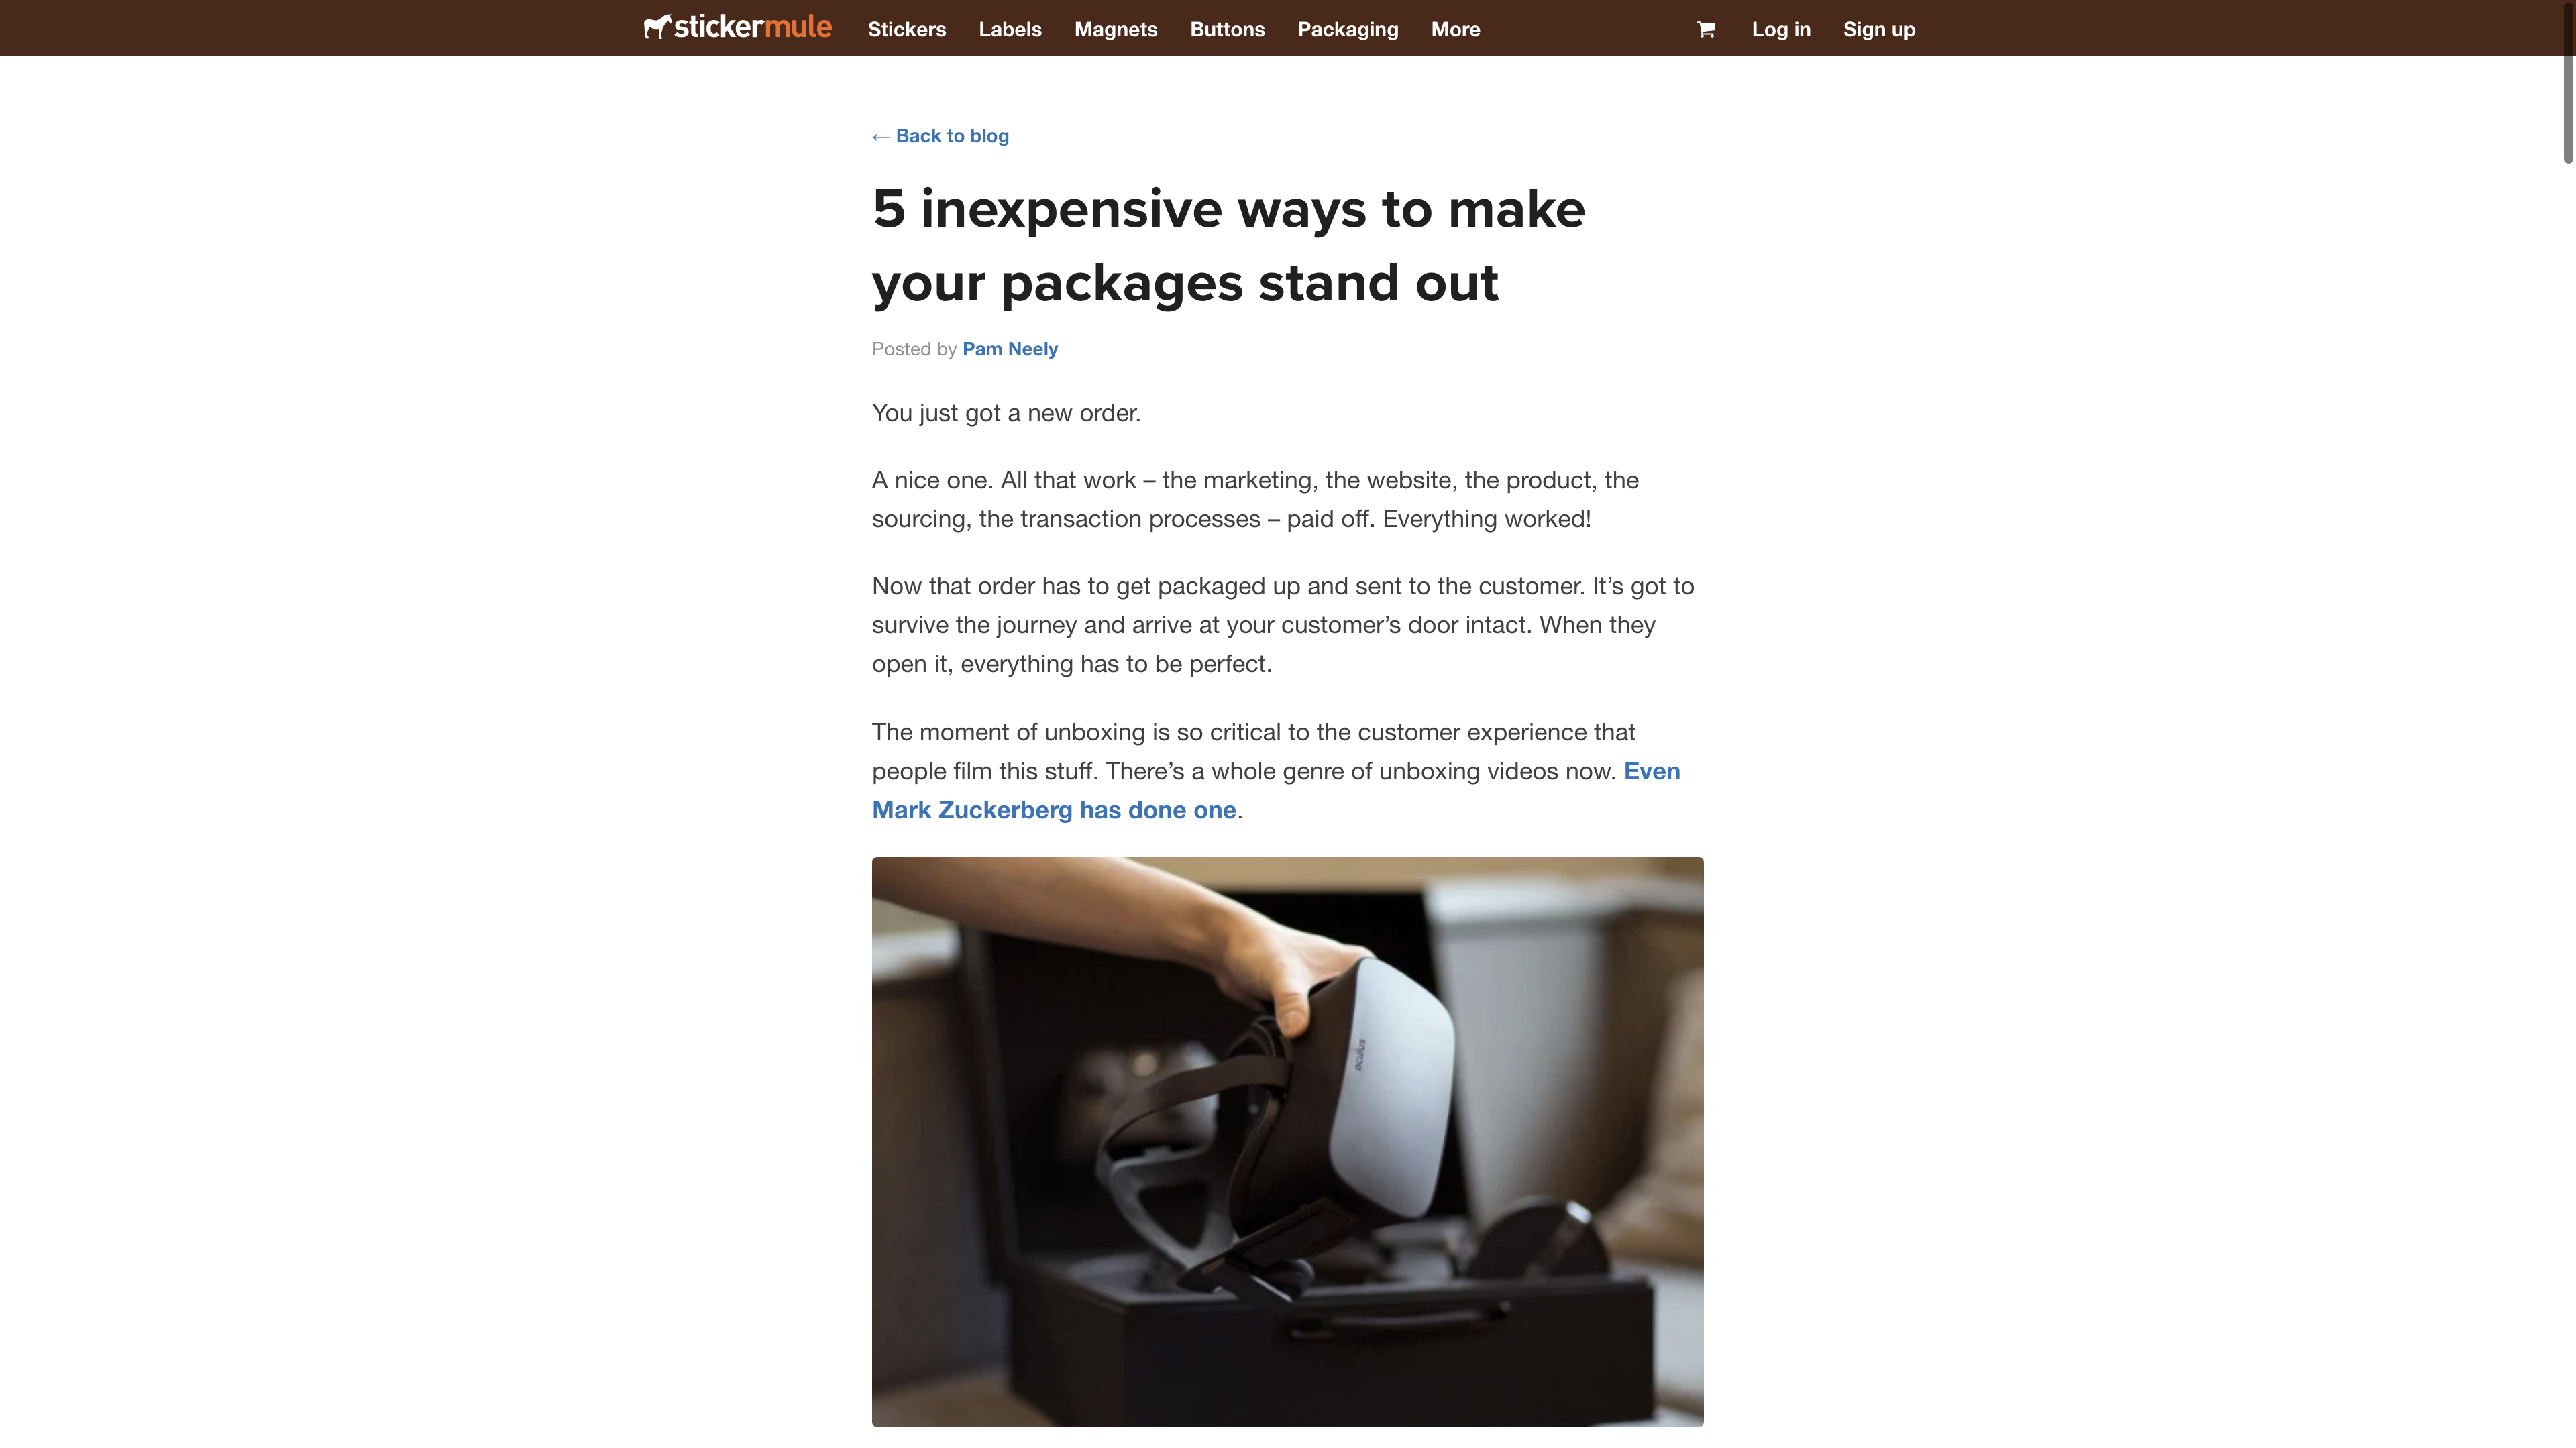 stickermule Stickers Labels Magnets Buttons Packaging More Log in Sign up
← Back to blog
5 inexpensive ways to make
your packages stand out
Posted by Pam Neely
You just got a new order.
A nice one. All that work – the marketing, the website, the product, the
sourcing, the transaction processes – paid off. Everything worked!
Now that order has to get packaged up and sent to the customer. It’s got to
survive the journey and arrive at your customer’s door intact. When they
open it, everything has to be perfect.
The moment of unboxing is so critical to the customer experience that
people film this stuff. There’s a whole genre of unboxing videos now. Even
Mark Zuckerberg has done one.
oculus